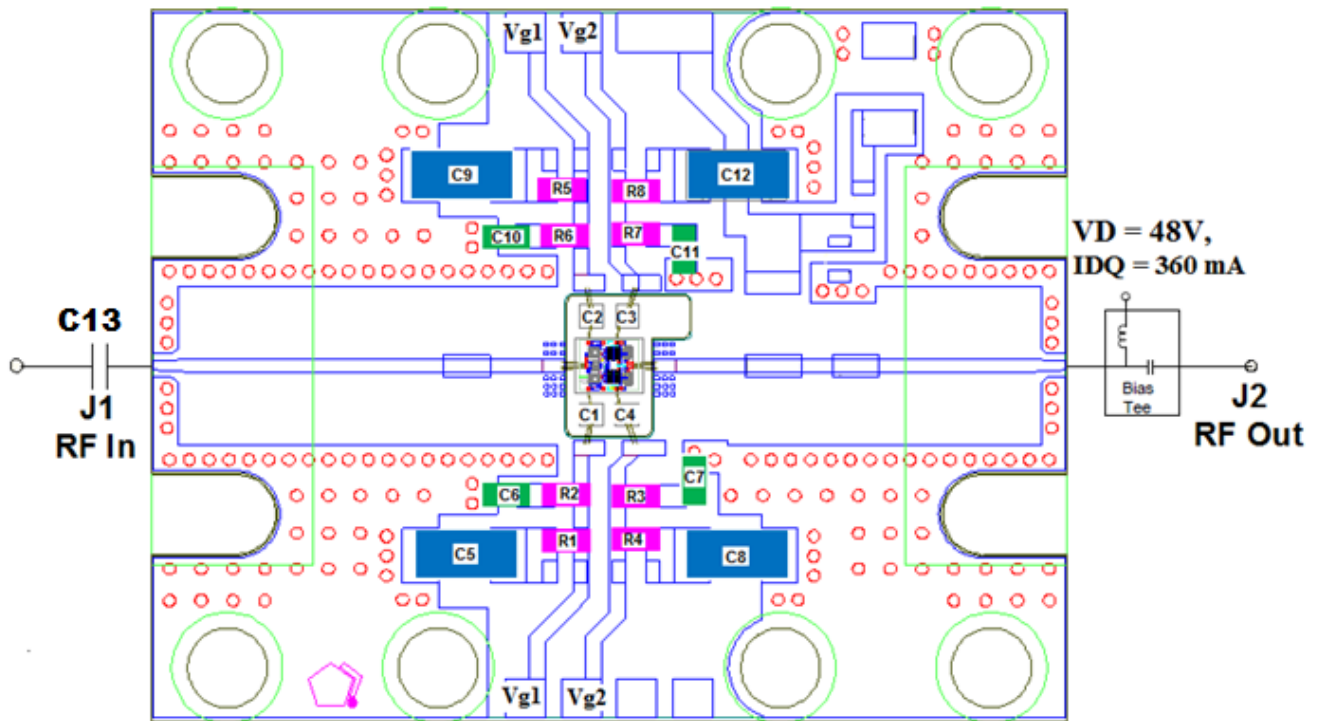 Vg1 Vg2
C9 R5 R8 C12
C10 R6 R7 C11
VD = 48V,
IDQ = 360 mA
C2 C3
C13
J1
RF In
Bias
Tee
J2
RF Out
C1 C4
C6 R2 R3 C7
C5 R1 R4 C8
Vg1 Vg2